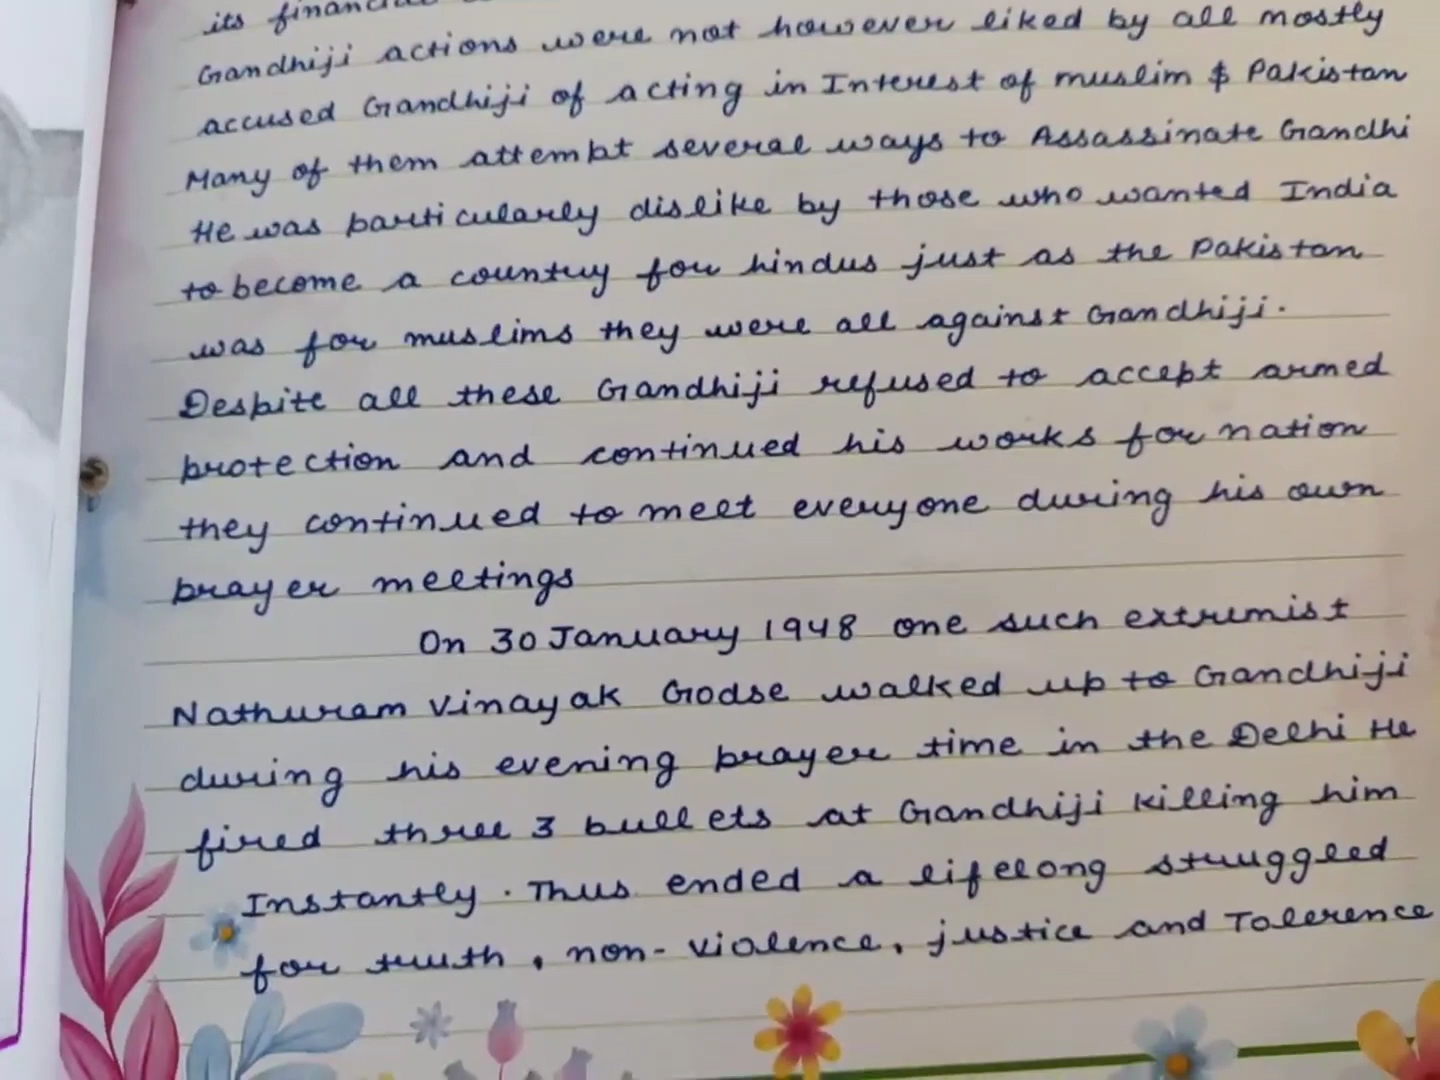 its financial
Gandhiji actions were not however liked by all mostly
accused Gandhiji of acting in Interest of muslim & Pakistan
Many of them attempt several ways to Assassinate Gandhi
He was particularly dislike by those who wanted India
to become a country for hindus just as the Pakistan
was for muslims they were all against Gandhiji.
Despite all these Gandhiji refused to accept armed
protection and continued his works for nation
they continued to meet everyone during his own
prayer meetings
On 30 January 1948 one such extremist
Nathuram Vinayak Godse walked up to Gandhiji
during his evening prayer time in the Delhi He
fired three 3 bullets at Gandhiji killing him
Instantly. Thus ended a lifelong struggled
for truth, non-violence, justice and Tolerence